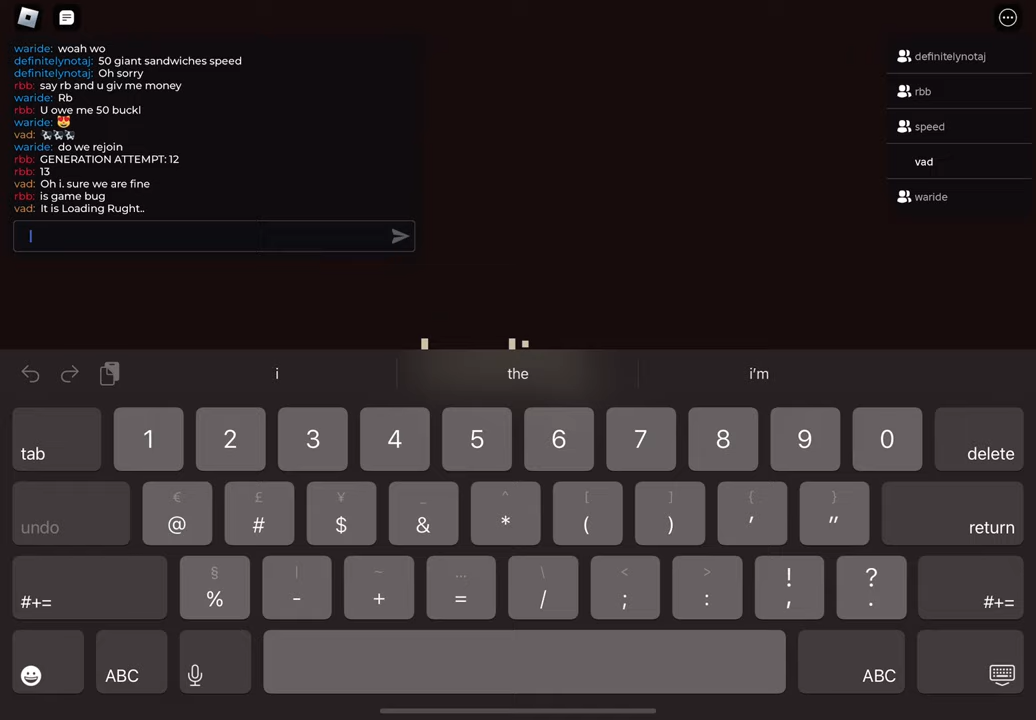 waride: woah wo
definitelynotaj: 50 giant sandwiches speed
definitelynotaj: Oh sorry
rbb: say rb and u giv me money
waride: Rb
rbb: U owe me 50 buckl
waride: 😍
vad: 🐄🐄🐄
waride: do we rejoin
rbb: GENERATION ATTEMPT: 12
rbb: 13
vad: Oh i. sure we are fine
rbb: is game bug
vad: It is Loading Rught..
definitelynotaj
rbb
speed
vad
waride
i the i'm
tab 1 2 3 4 5 6 7 8 9 0 delete
€ £ ¥ _ ^ [ ] { }
undo @ # $ & * ( ) ' " return
§ | ~ … \ < > ! ?
#+= % - + = / ; : , . #+=
ABC ABC